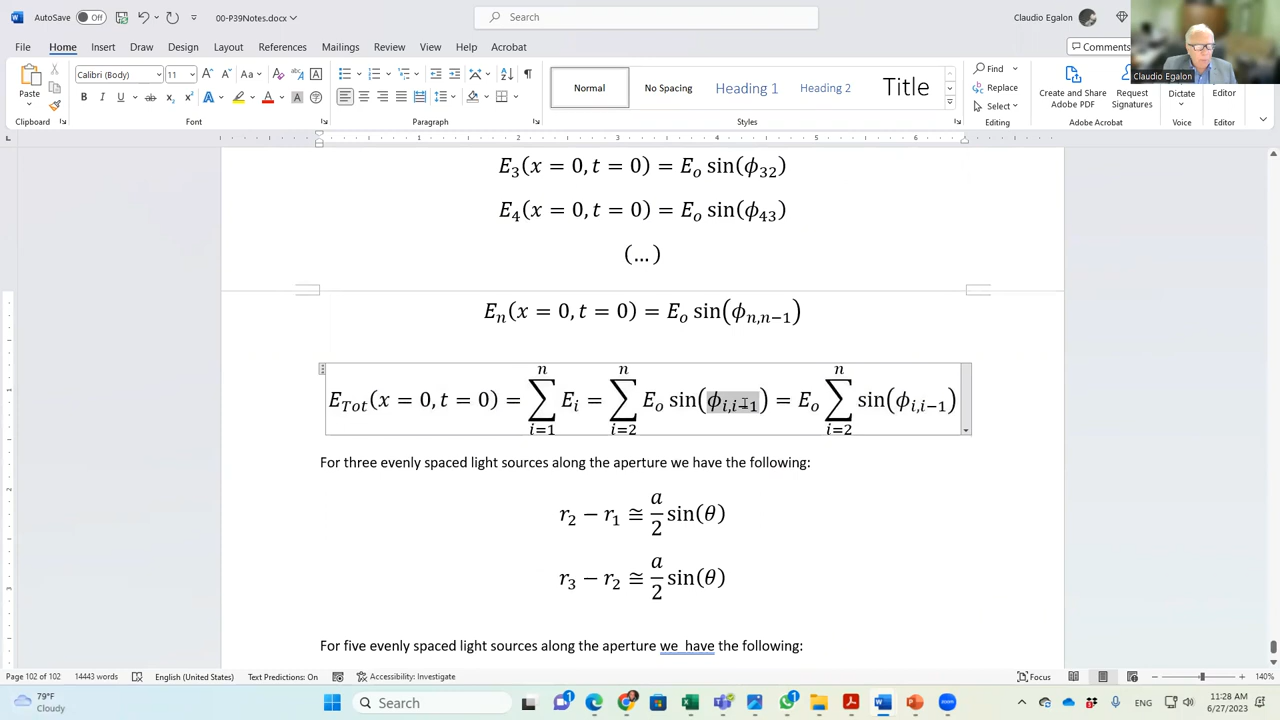 AutoSave Off 00-P39Notes.docx Search Claudio Egalon
File Home Insert Draw Design Layout References Mailings Review View Help Acrobat Comments
Claudio Egalon
Paste Calibri (Body) 11 Aa Normal No Spacing Heading 1 Heading 2 Title Find Replace Select Create and Share Adobe PDF Request Signatures Dictate Editor
Clipboard Font Paragraph Styles Editing Adobe Acrobat Voice Editor
E₃(x = 0, t = 0) = Eₒ sin(ϕ₃₂)
E₄(x = 0, t = 0) = Eₒ sin(ϕ₄₃)
(…)
Eₙ(x = 0, t = 0) = Eₒ sin(ϕₙ,ₙ₋₁)
E_Tot(x = 0, t = 0) = ∑_{i=1}^{n} E_i = ∑_{i=2}^{n} Eₒ sin(ϕ_{i,i−1}) = Eₒ ∑_{i=2}^{n} sin(ϕ_{i,i−1})
For three evenly spaced light sources along the aperture we have the following:
r₂ − r₁ ≅ a/2 sin(θ)
r₃ − r₂ ≅ a/2 sin(θ)
For five evenly spaced light sources along the aperture we have the following:
Page 102 of 102 14443 words English (United States) Text Predictions: On Accessibility: Investigate Focus 140%
79°F
Cloudy
Search
ENG
11:28 AM
6/27/2023